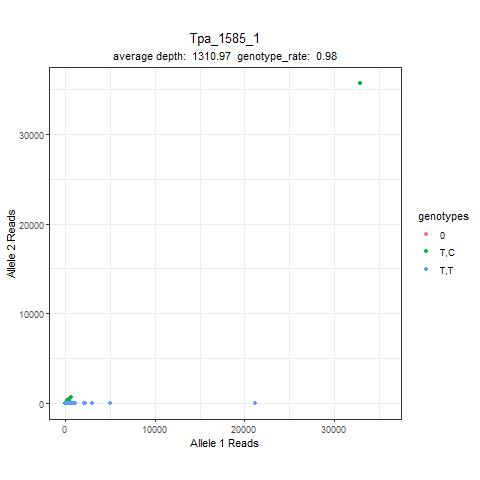 Tpa_1585_1
average depth:  1310.97  genotype_rate:  0.98
30000
20000
10000
0
Allele 2 Reads
0 10000 20000 30000
Allele 1 Reads
genotypes
0
T,C
T,T